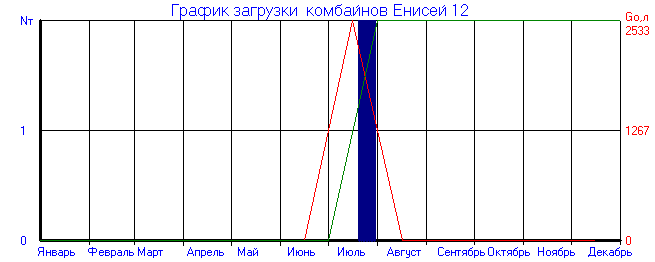 График загрузки комбайнов Енисей 12
Nт Go,л
2533
1 1267
0 0
Январь Февраль Март Апрель Май Июнь Июль Август Сентябрь Октябрь Ноябрь Декабрь